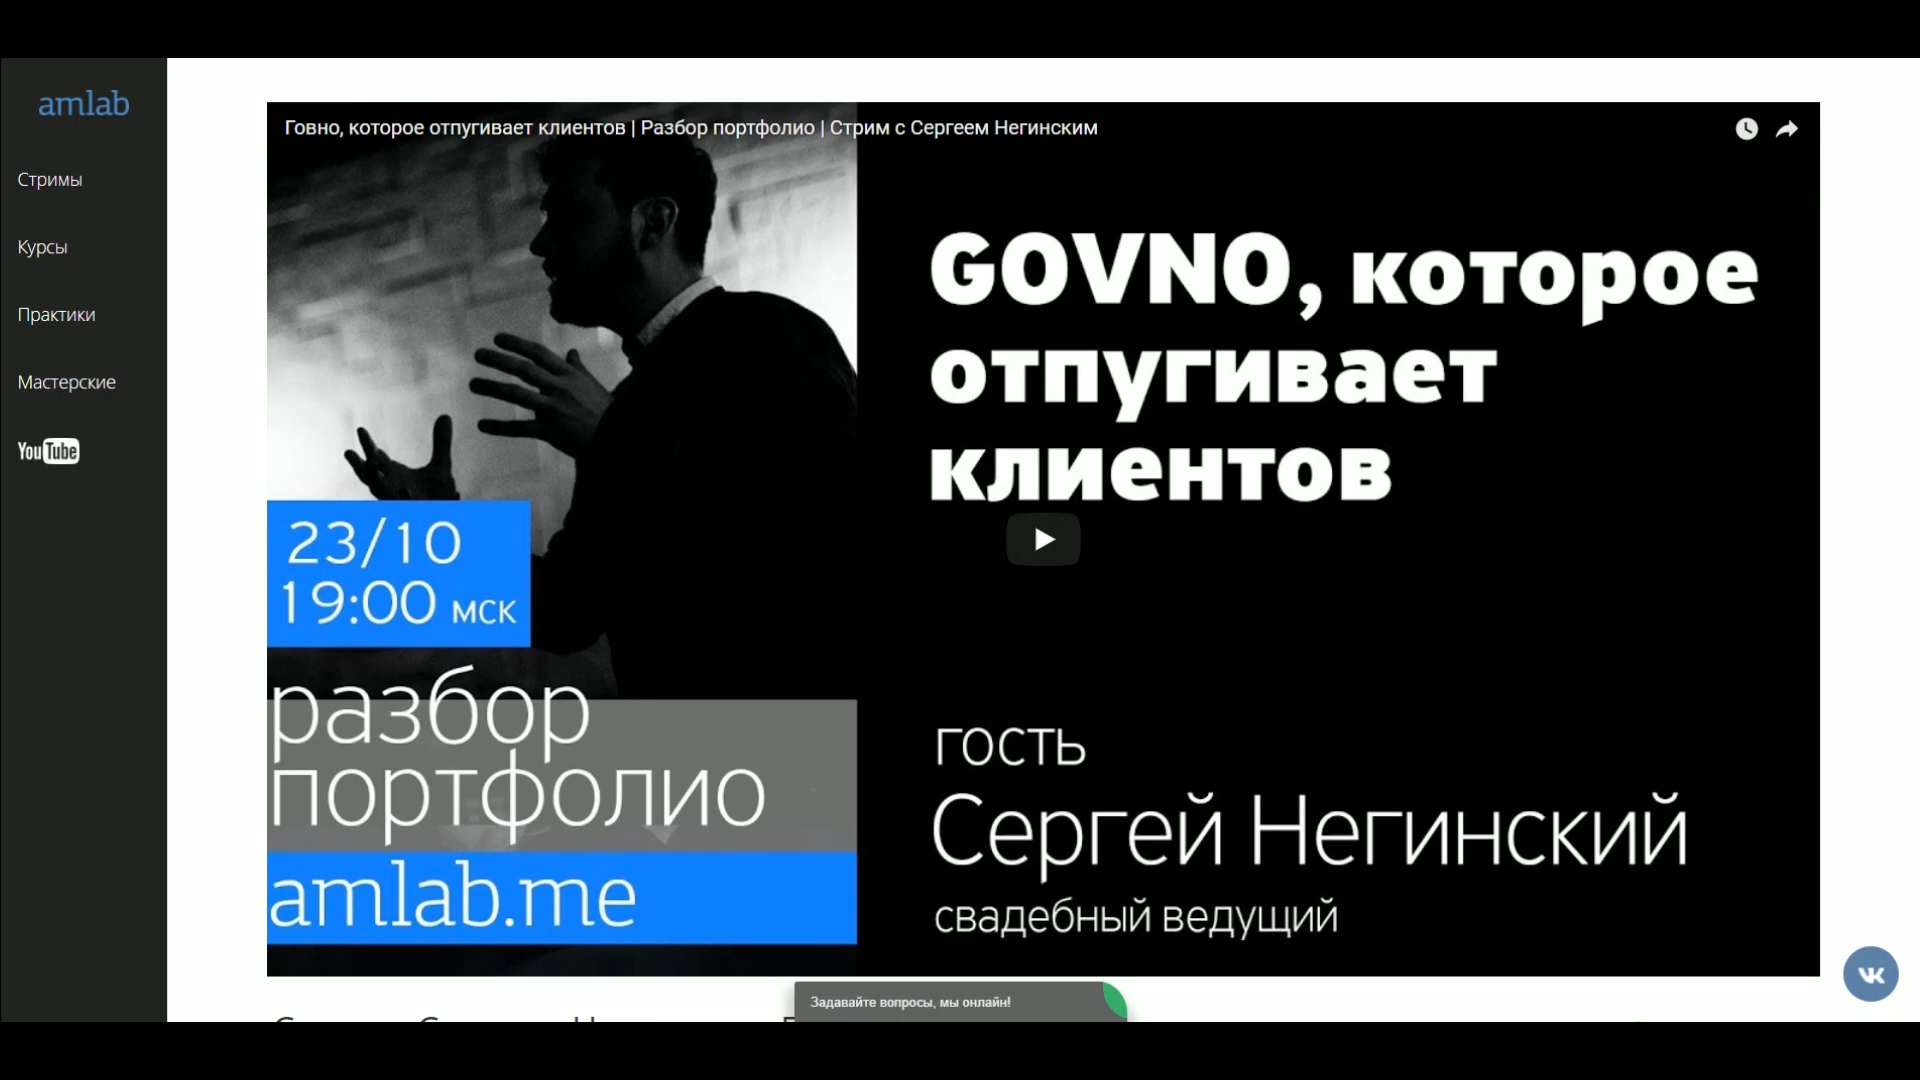 amlab
Стримы
Курсы
Практики
Мастерские
YouTube
Говно, которое отпугивает клиентов | Разбор портфолио | Стрим с Сергеем Негинским
GOVNO, которое
отпугивает
клиентов
23/10
19:00 МСК
разбор
портфолио
amlab.me
гость
Сергей Негинский
свадебный ведущий
Задавайте вопросы, мы онлайн!